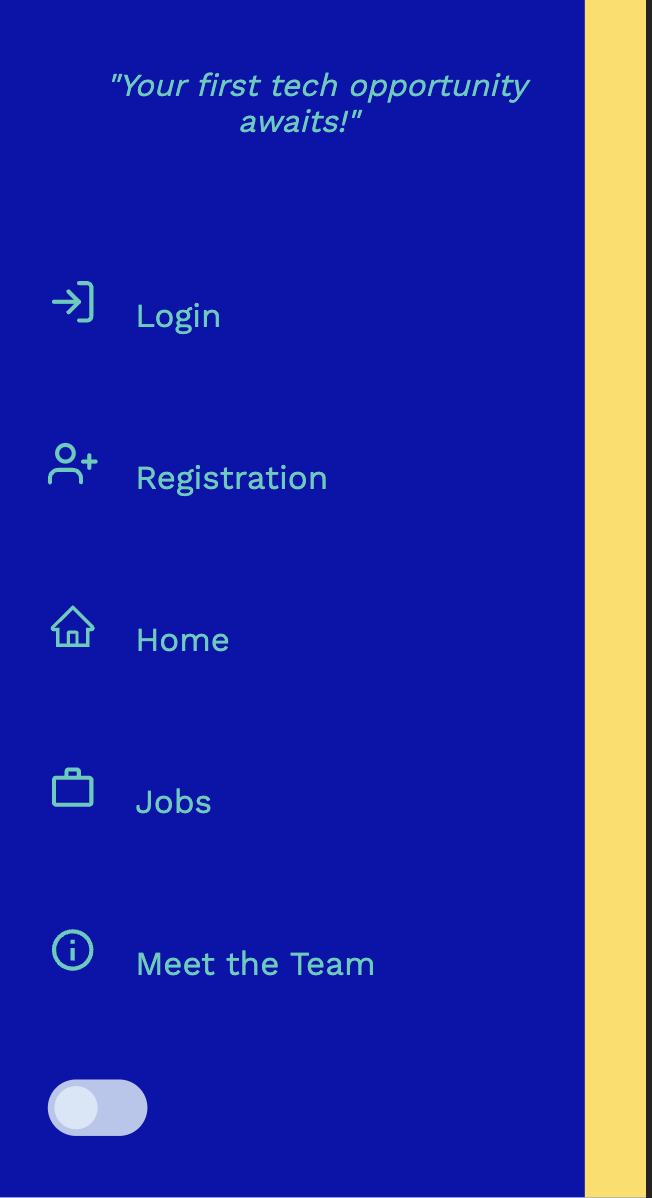 "Your first tech opportunity
awaits!"
Login
Registration
Home
Jobs
Meet the Team